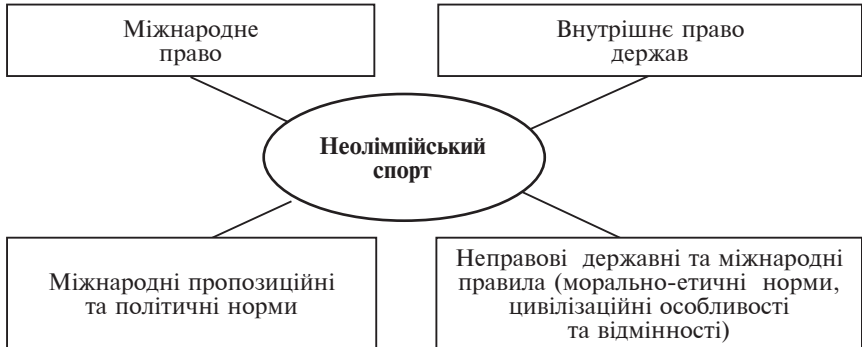 Міжнародне
право
Внутрішнє право
держав
Неолімпійський
спорт
Міжнародні пропозиційні
та політичні норми
Неправові державні та міжнародні
правила (морально-етичні норми,
цивілізаційні особливості
та відмінності)